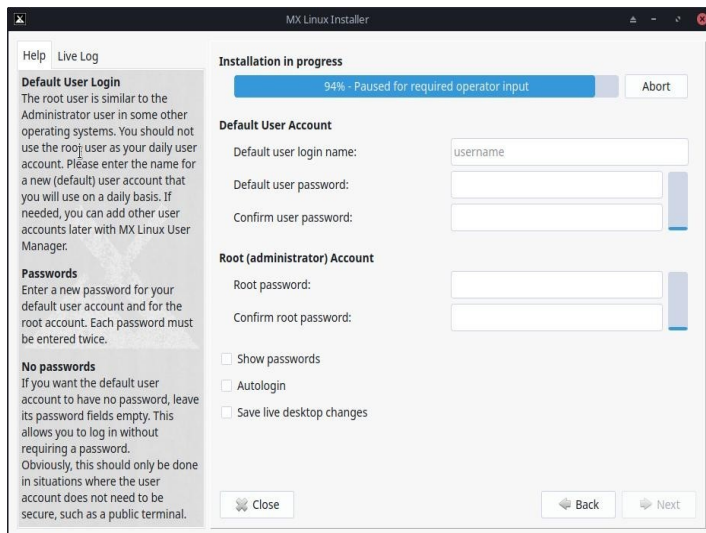 MX Linux Installer
Help
Live Log
Default User Login
The root user is similar to the
Administrator user in some other
operating systems. You should not
use the root user as your daily user
account. Please enter the name for
a new (default) user account that
you will use on a daily basis. If
needed, you can add other user
accounts later with MX Linux User
Manager.
Passwords
Enter a new password for your
default user account and for the
root account. Each password must
be entered twice.
No passwords
If you want the default user
account to have no password, leave
its password fields empty. This
allows you to log in without
requiring a password.
Obviously, this should only be done
in situations where the user
account does not need to be
secure, such as a public terminal.
Installation in progress
94% - Paused for required operator input
Abort
Default User Account
Default user login name:
username
Default user password:
Confirm user password:
Root (administrator) Account
Root password:
Confirm root password:
Show passwords
Autologin
Save live desktop changes
Close
Back
Next